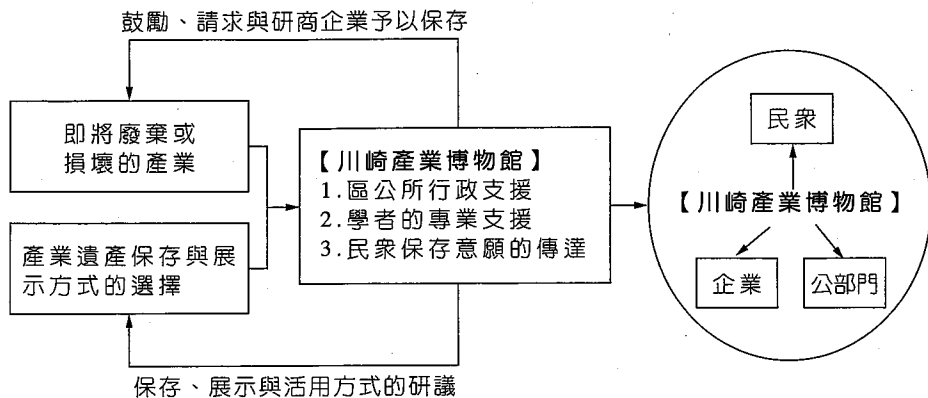 鼓勵、請求與研商企業予以保存
即將廢棄或
損壞的產業
產業遺產保存與展
示方式的選擇
【川崎產業博物館】
1.區公所行政支援
2.學者的專業支援
3.民衆保存意願的傳達
保存、展示與活用方式的研議
民衆
【川崎產業博物館】
企業
公部門